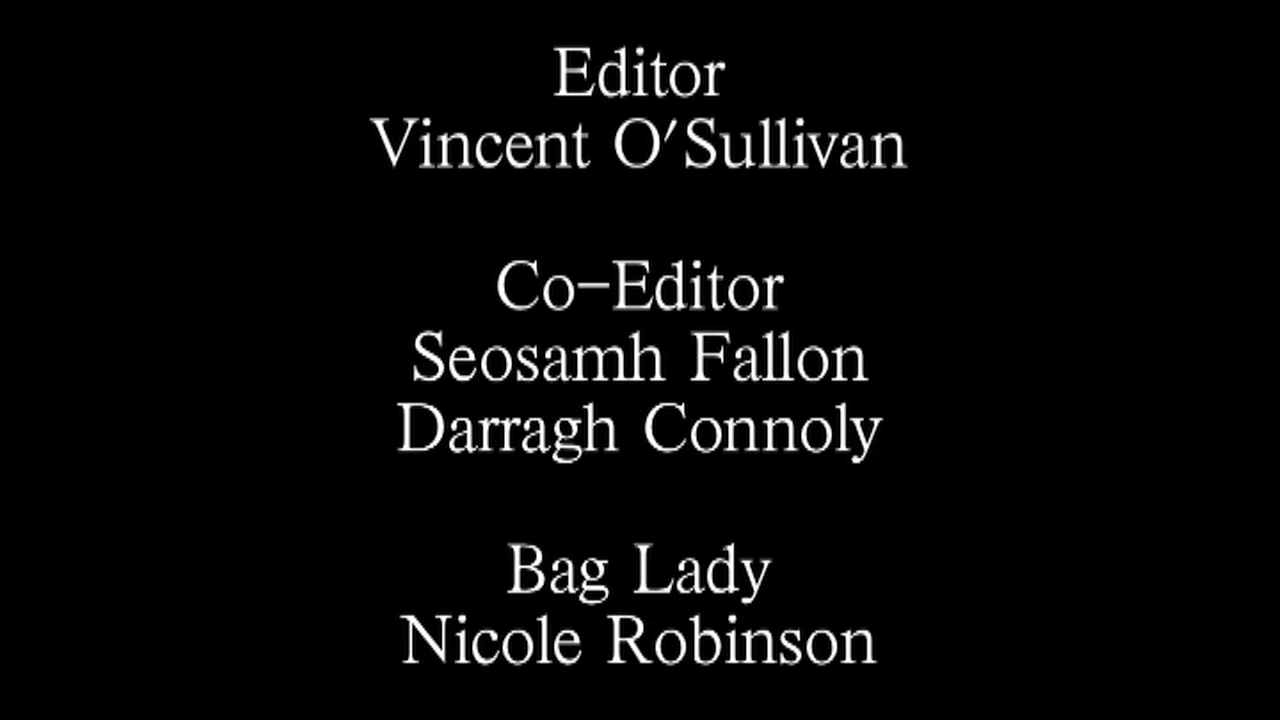 Editor
Vincent O'Sullivan
Co-Editor
Seosamh Fallon
Darragh Connoly
Bag Lady
Nicole Robinson